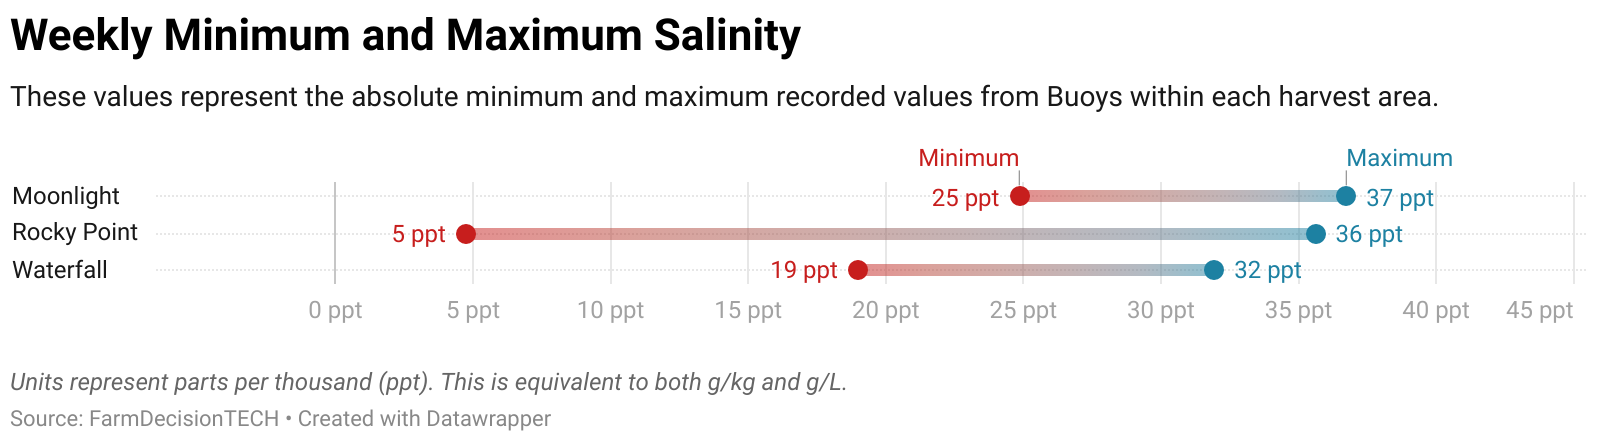 Weekly Minimum and Maximum Salinity
These values represent the absolute minimum and maximum recorded values from Buoys within each harvest area.
Minimum Maximum
Moonlight 25 ppt 37 ppt
Rocky Point 5 ppt 36 ppt
Waterfall 19 ppt 32 ppt
0 ppt 5 ppt 10 ppt 15 ppt 20 ppt 25 ppt 30 ppt 35 ppt 40 ppt 45 ppt
Units represent parts per thousand (ppt). This is equivalent to both g/kg and g/L.
Source: FarmDecisionTECH • Created with Datawrapper